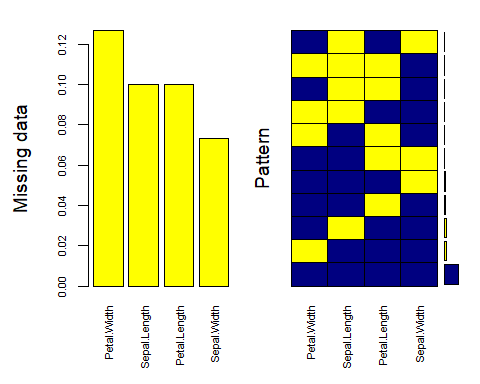 Missing data
0.12
0.10
0.08
0.06
0.04
0.02
0.00
Petal.Width
Sepal.Length
Petal.Length
Sepal.Width
Pattern
Petal.Width
Sepal.Length
Petal.Length
Sepal.Width